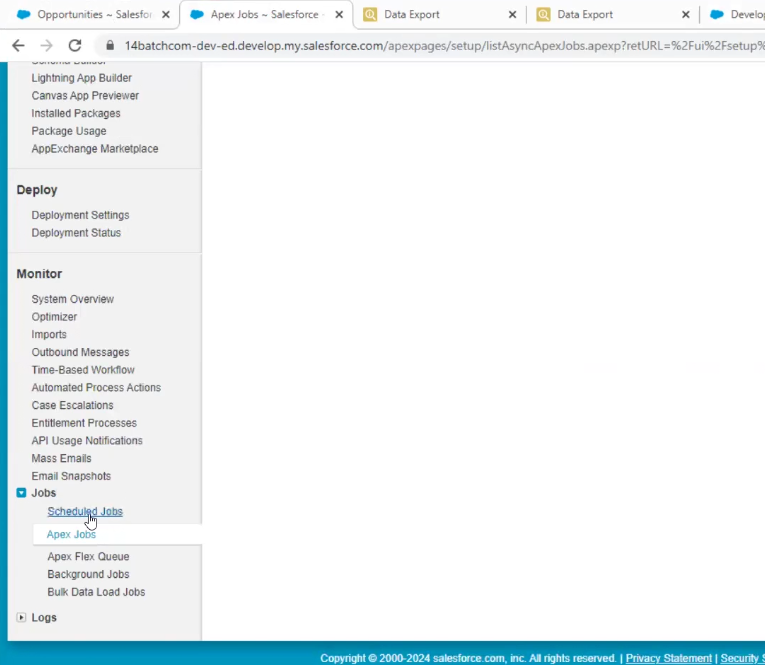 Opportunities ~ Salesfor
Apex Jobs ~ Salesforce
Data Export
Data Export
Develo
14batchcom-dev-ed.develop.my.salesforce.com/apexpages/setup/listAsyncApexJobs.apexp?retURL=%2Fui%2Fsetup%
Schema Builder
Lightning App Builder
Canvas App Previewer
Installed Packages
Package Usage
AppExchange Marketplace
Deploy
Deployment Settings
Deployment Status
Monitor
System Overview
Optimizer
Imports
Outbound Messages
Time-Based Workflow
Automated Process Actions
Case Escalations
Entitlement Processes
API Usage Notifications
Mass Emails
Email Snapshots
Jobs
Scheduled Jobs
Apex Jobs
Apex Flex Queue
Background Jobs
Bulk Data Load Jobs
Logs
Copyright © 2000-2024 salesforce.com, inc. All rights reserved. | Privacy Statement | Security S